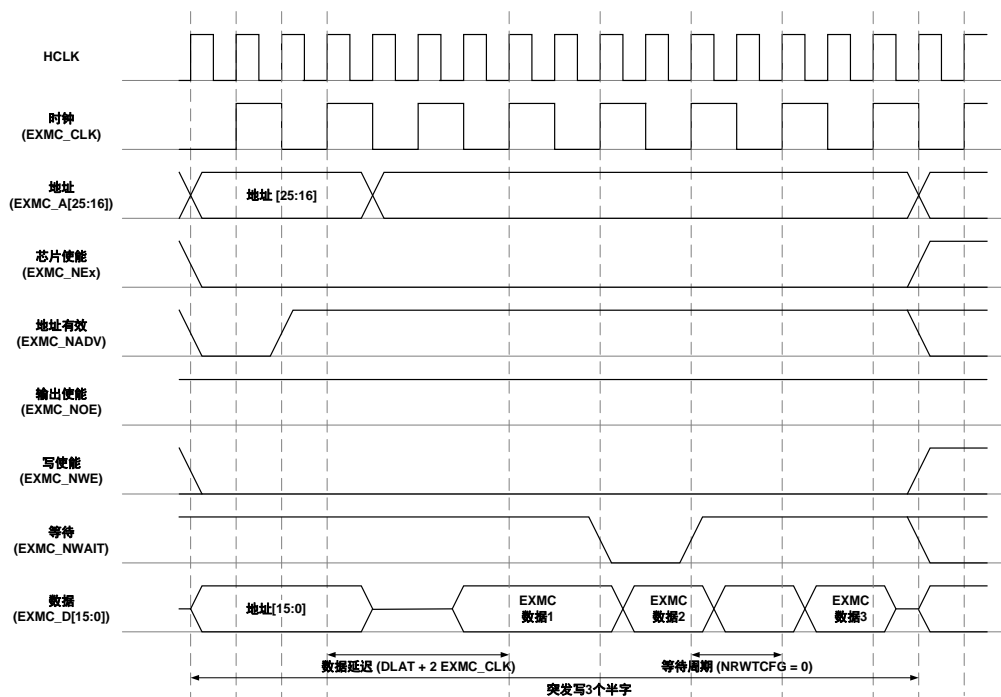 HCLK
时钟
(EXMC_CLK)
地址
(EXMC_A[25:16])
地址 [25:16]
芯片使能
(EXMC_NEx)
地址有效
(EXMC_NADV)
输出使能
(EXMC_NOE)
写使能
(EXMC_NWE)
等待
(EXMC_NWAIT)
数据
(EXMC_D[15:0])
地址[15:0]
EXMC
数据1
EXMC
数据2
EXMC
数据3
数据延迟 (DLAT + 2 EXMC_CLK)
等待周期 (NRWTCFG = 0)
突发写3个半字